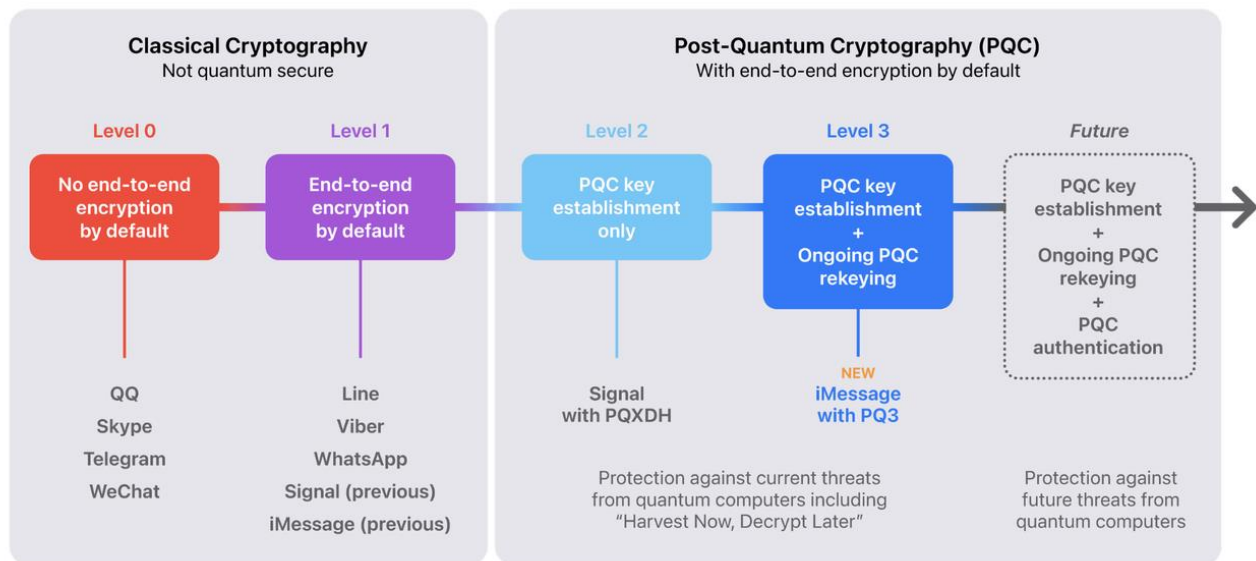 Classical Cryptography
Not quantum secure
Level 0
No end-to-end
encryption
by default
QQ
Skype
Telegram
WeChat
Level 1
End-to-end
encryption
by default
Line
Viber
WhatsApp
Signal (previous)
iMessage (previous)
Post-Quantum Cryptography (PQC)
With end-to-end encryption by default
Level 2
PQC key
establishment
only
Signal
with PQXDH
Level 3
PQC key
establishment
+
Ongoing PQC
rekeying
NEW
iMessage
with PQ3
Protection against current threats
from quantum computers including
“Harvest Now, Decrypt Later”
Future
PQC key
establishment
+
Ongoing PQC
rekeying
+
PQC
authentication
Protection against
future threats from
quantum computers